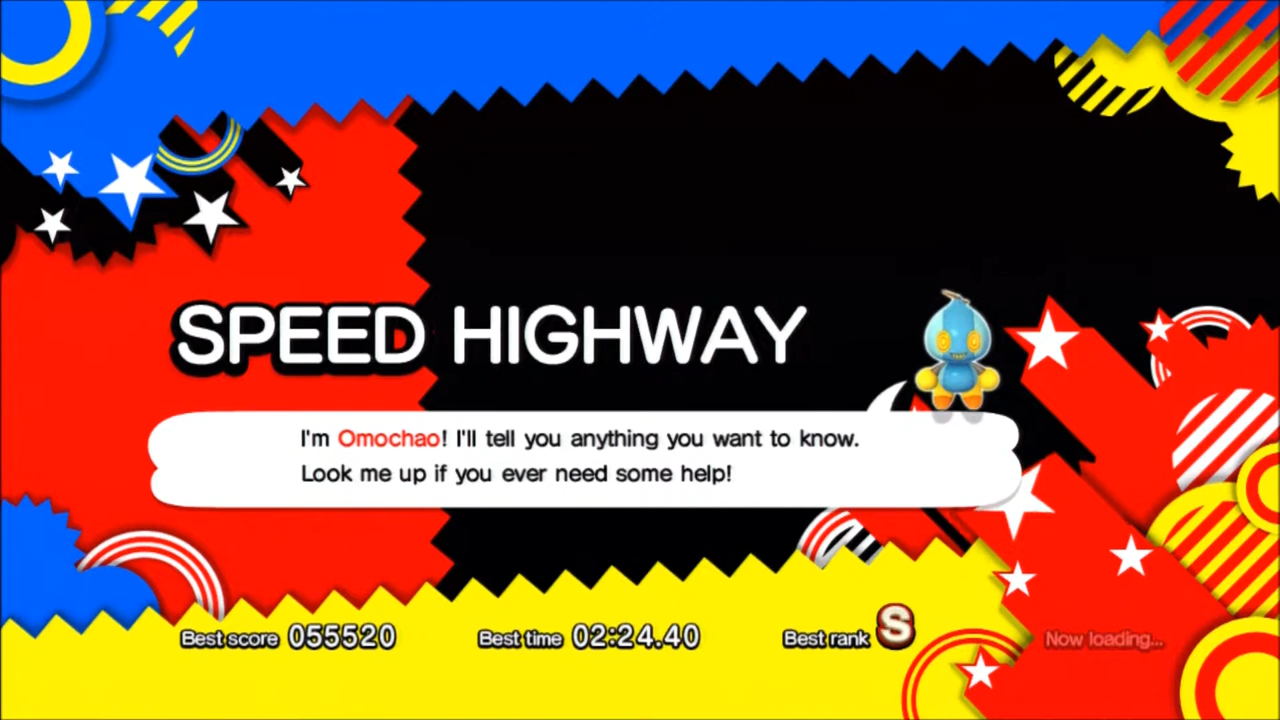 SPEED HIGHWAY
I'm Omochao! I'll tell you anything you want to know.
Look me up if you ever need some help!
Best score 055520 Best time 02:24.40 Best rank S Now loading...